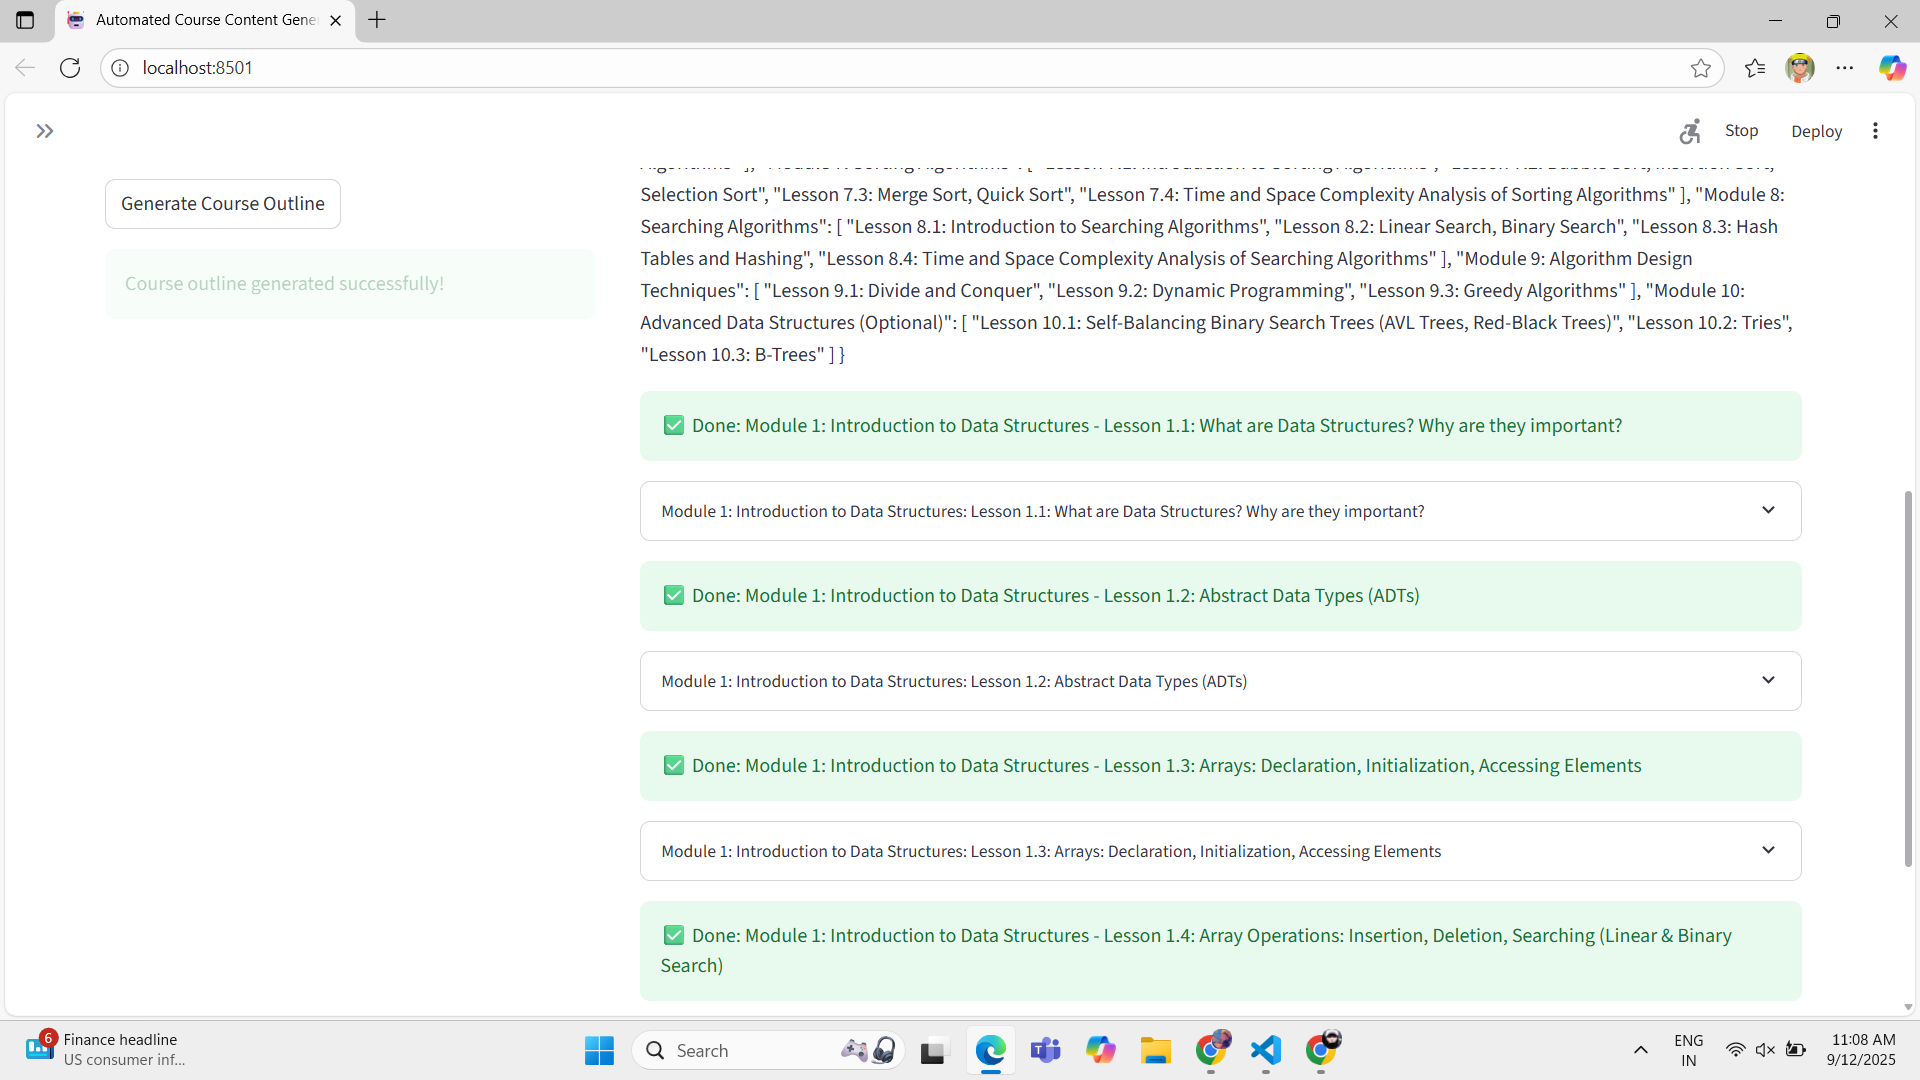 Automated Course Content Gene
localhost:8501
Stop
Deploy
Generate Course Outline
Course outline generated successfully!
Selection Sort", "Lesson 7.3: Merge Sort, Quick Sort", "Lesson 7.4: Time and Space Complexity Analysis of Sorting Algorithms" ], "Module 8:
Searching Algorithms": [ "Lesson 8.1: Introduction to Searching Algorithms", "Lesson 8.2: Linear Search, Binary Search", "Lesson 8.3: Hash
Tables and Hashing", "Lesson 8.4: Time and Space Complexity Analysis of Searching Algorithms" ], "Module 9: Algorithm Design
Techniques": [ "Lesson 9.1: Divide and Conquer", "Lesson 9.2: Dynamic Programming", "Lesson 9.3: Greedy Algorithms" ], "Module 10:
Advanced Data Structures (Optional)": [ "Lesson 10.1: Self-Balancing Binary Search Trees (AVL Trees, Red-Black Trees)", "Lesson 10.2: Tries",
"Lesson 10.3: B-Trees" ] }
✅ Done: Module 1: Introduction to Data Structures - Lesson 1.1: What are Data Structures? Why are they important?
Module 1: Introduction to Data Structures: Lesson 1.1: What are Data Structures? Why are they important?
✅ Done: Module 1: Introduction to Data Structures - Lesson 1.2: Abstract Data Types (ADTs)
Module 1: Introduction to Data Structures: Lesson 1.2: Abstract Data Types (ADTs)
✅ Done: Module 1: Introduction to Data Structures - Lesson 1.3: Arrays: Declaration, Initialization, Accessing Elements
Module 1: Introduction to Data Structures: Lesson 1.3: Arrays: Declaration, Initialization, Accessing Elements
✅ Done: Module 1: Introduction to Data Structures - Lesson 1.4: Array Operations: Insertion, Deletion, Searching (Linear & Binary
Search)
6
Finance headline
US consumer inf...
Search
ENG
IN
11:08 AM
9/12/2025